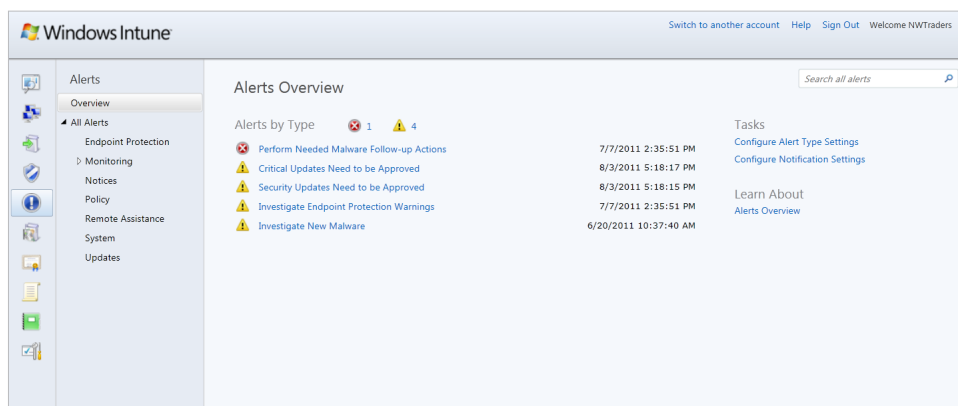 Windows Intune
Switch to another account Help Sign Out Welcome NWTraders
Alerts
Overview
All Alerts
Endpoint Protection
Monitoring
Notices
Policy
Remote Assistance
System
Updates
Alerts Overview
Search all alerts
Alerts by Type 1 4
Perform Needed Malware Follow-up Actions 7/7/2011 2:35:51 PM
Critical Updates Need to be Approved 8/3/2011 5:18:17 PM
Security Updates Need to be Approved 8/3/2011 5:18:15 PM
Investigate Endpoint Protection Warnings 7/7/2011 2:35:51 PM
Investigate New Malware 6/20/2011 10:37:40 AM
Tasks
Configure Alert Type Settings
Configure Notification Settings
Learn About
Alerts Overview